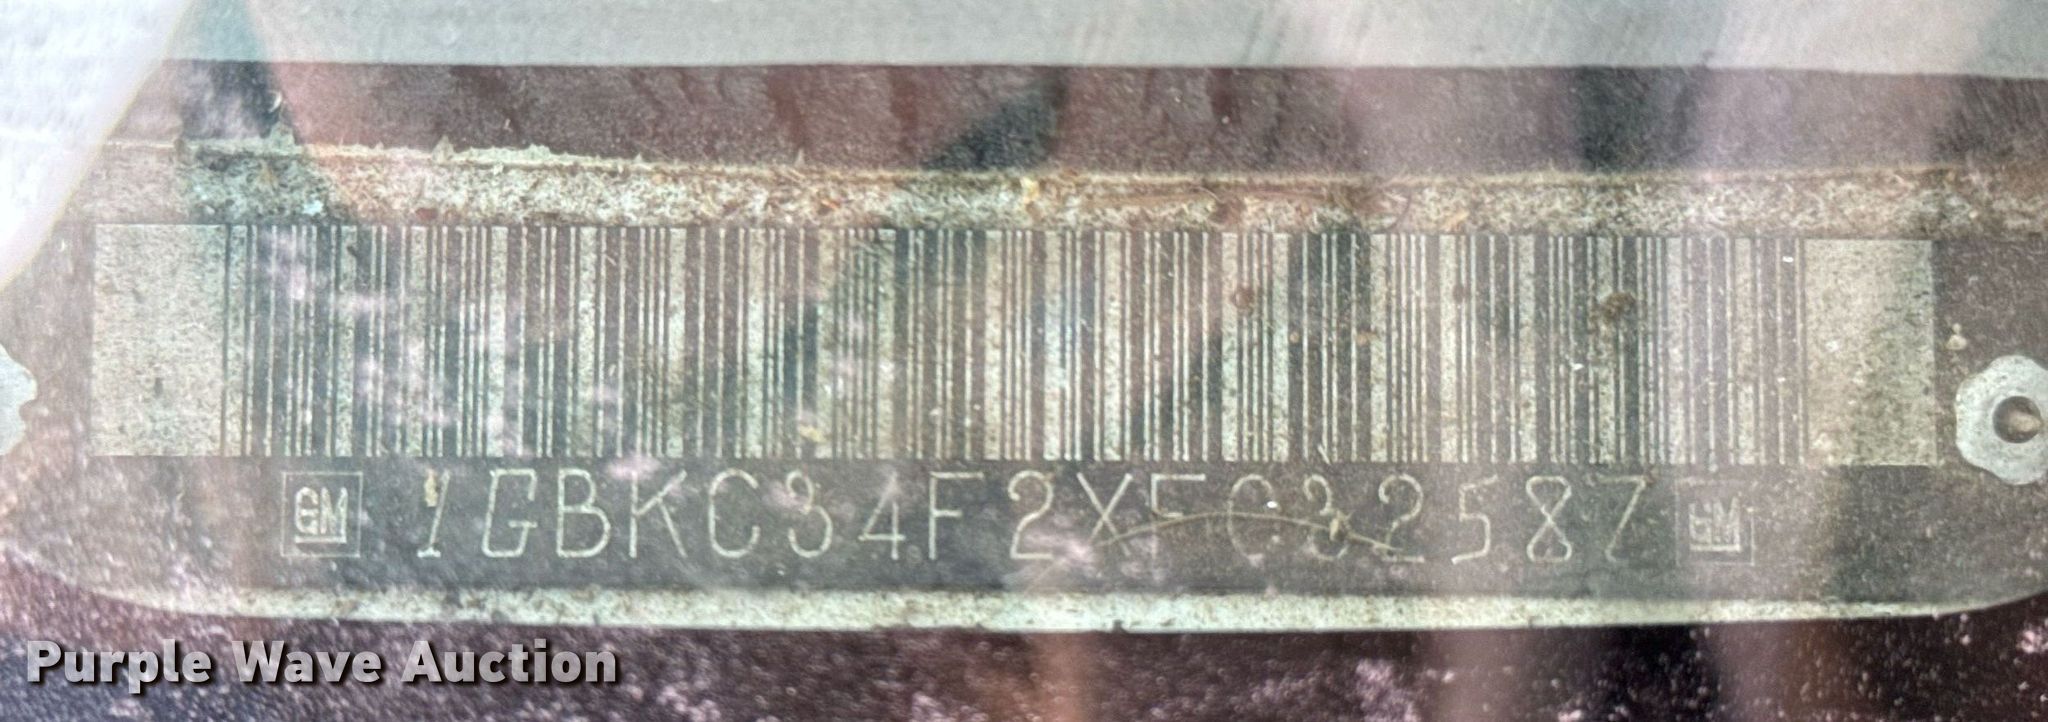 GM 1GBKC34F2XF032587 GM
Purple Wave Auction